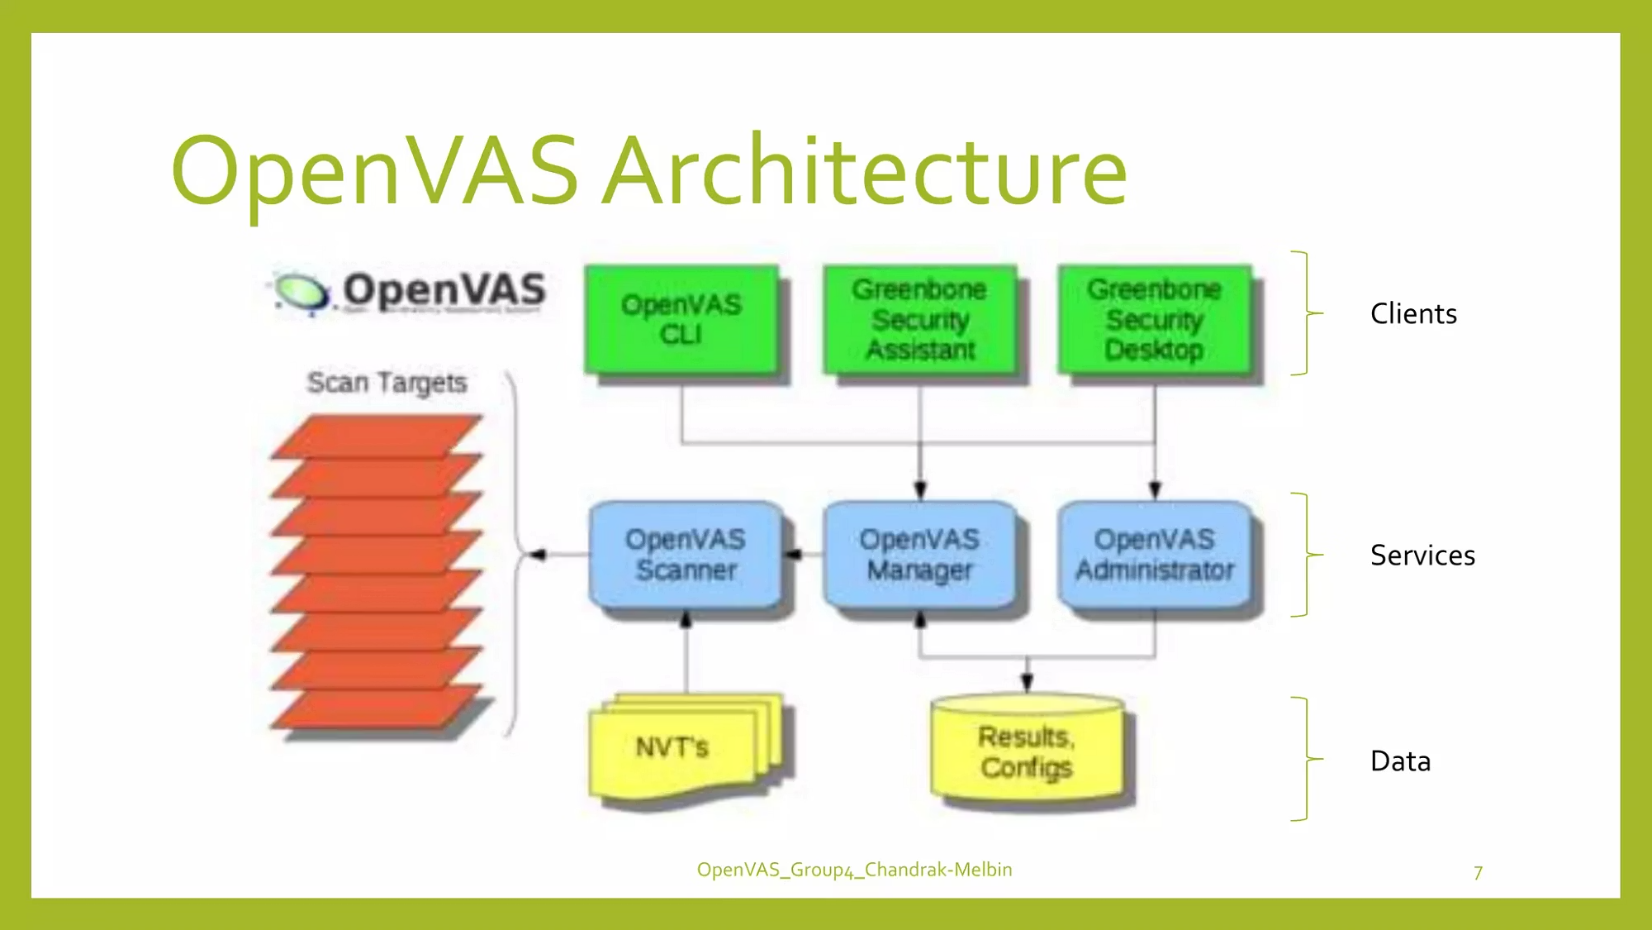 OpenVAS Architecture
OpenVAS
OpenVAS
CLI
Greenbone
Security
Assistant
Greenbone
Security
Desktop
Clients
Scan Targets
OpenVAS
Scanner
OpenVAS
Manager
OpenVAS
Administrator
Services
NVT's
Results,
Configs
Data
OpenVAS_Group4_Chandrak-Melbin
7